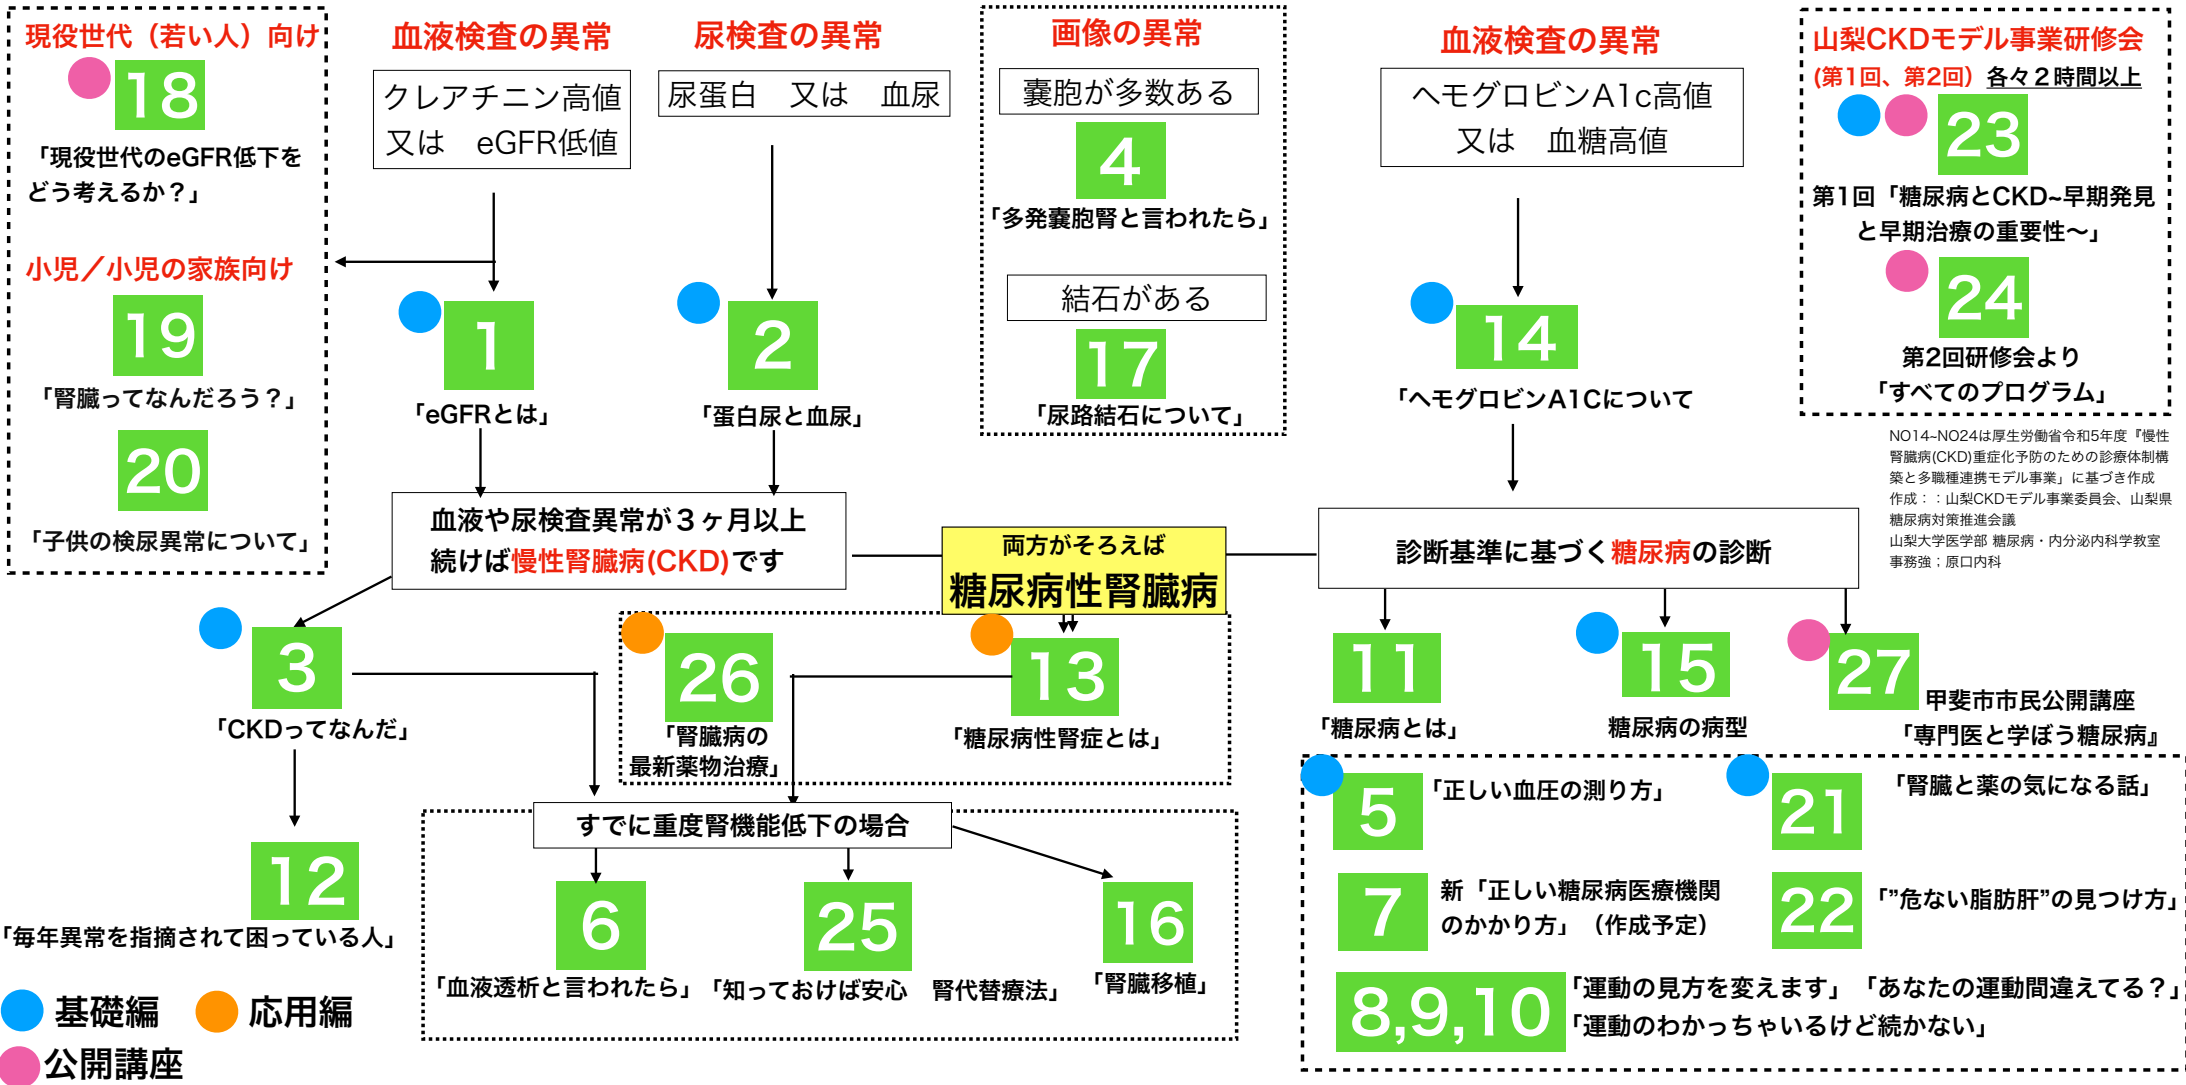 現役世代（若い人）向け
18
「現役世代のeGFR低下を
どう考えるか？」
小児／小児の家族向け
19
「腎臓ってなんだろう？」
20
「子供の検尿異常について」
血液検査の異常
クレアチニン高値
又は　eGFR低値
1
「eGFRとは」
尿検査の異常
尿蛋白　又は　血尿
2
「蛋白尿と血尿」
画像の異常
嚢胞が多数ある
4
「多発嚢胞腎と言われたら」
結石がある
17
「尿路結石について」
血液検査の異常
ヘモグロビンA1c高値
又は　血糖高値
14
「ヘモグロビンA1Cについて
山梨CKDモデル事業研修会
(第1回、第2回）各々２時間以上
23
第1回「糖尿病とCKD~早期発見
と早期治療の重要性～」
24
第2回研修会より
「すべてのプログラム」
NO14~NO24は厚生労働省令和5年度『慢性
腎臓病(CKD)重症化予防のための診療体制構
築と多職種連携モデル事業」に基づき作成
作成：：山梨CKDモデル事業委員会、山梨県
糖尿病対策推進会議
山梨大学医学部 糖尿病・内分泌内科学教室
事務強；原口内科
血液や尿検査異常が３ヶ月以上
続けば慢性腎臓病(CKD)です
両方がそろえば
糖尿病性腎臓病
診断基準に基づく糖尿病の診断
3
「CKDってなんだ」
12
「毎年異常を指摘されて困っている人」
26
「腎臓病の
最新薬物治療」
13
「糖尿病性腎症とは」
11
「糖尿病とは」
15
糖尿病の病型
27
甲斐市市民公開講座
「専門医と学ぼう糖尿病』
すでに重度腎機能低下の場合
6
「血液透析と言われたら」
25
「知っておけば安心　腎代替療法」
16
「腎臓移植」
5
「正しい血圧の測り方」
21
「腎臓と薬の気になる話」
7
新「正しい糖尿病医療機関
のかかり方」（作成予定）
22
「”危ない脂肪肝”の見つけ方」
8,9,10
「運動の見方を変えます」「あなたの運動間違えてる？」
「運動のわかっちゃいるけど続かない」
基礎編
応用編
公開講座